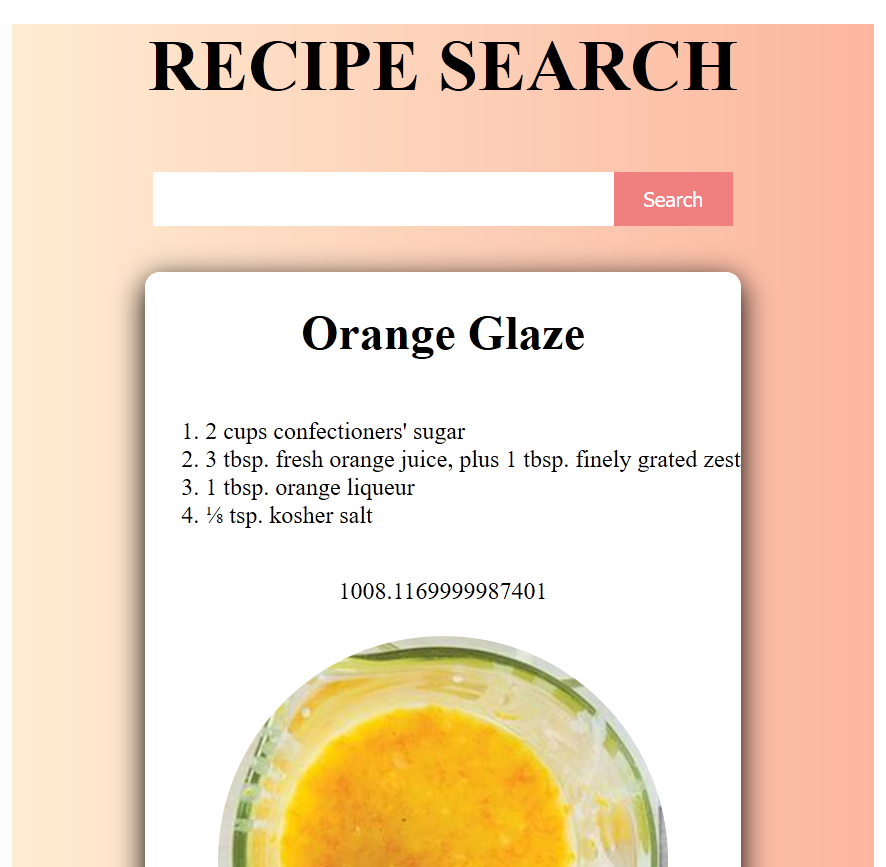 RECIPE SEARCH
Search
Orange Glaze
1. 2 cups confectioners' sugar
2. 3 tbsp. fresh orange juice, plus 1 tbsp. finely grated zest
3. 1 tbsp. orange liqueur
4. ⅛ tsp. kosher salt
1008.1169999987401